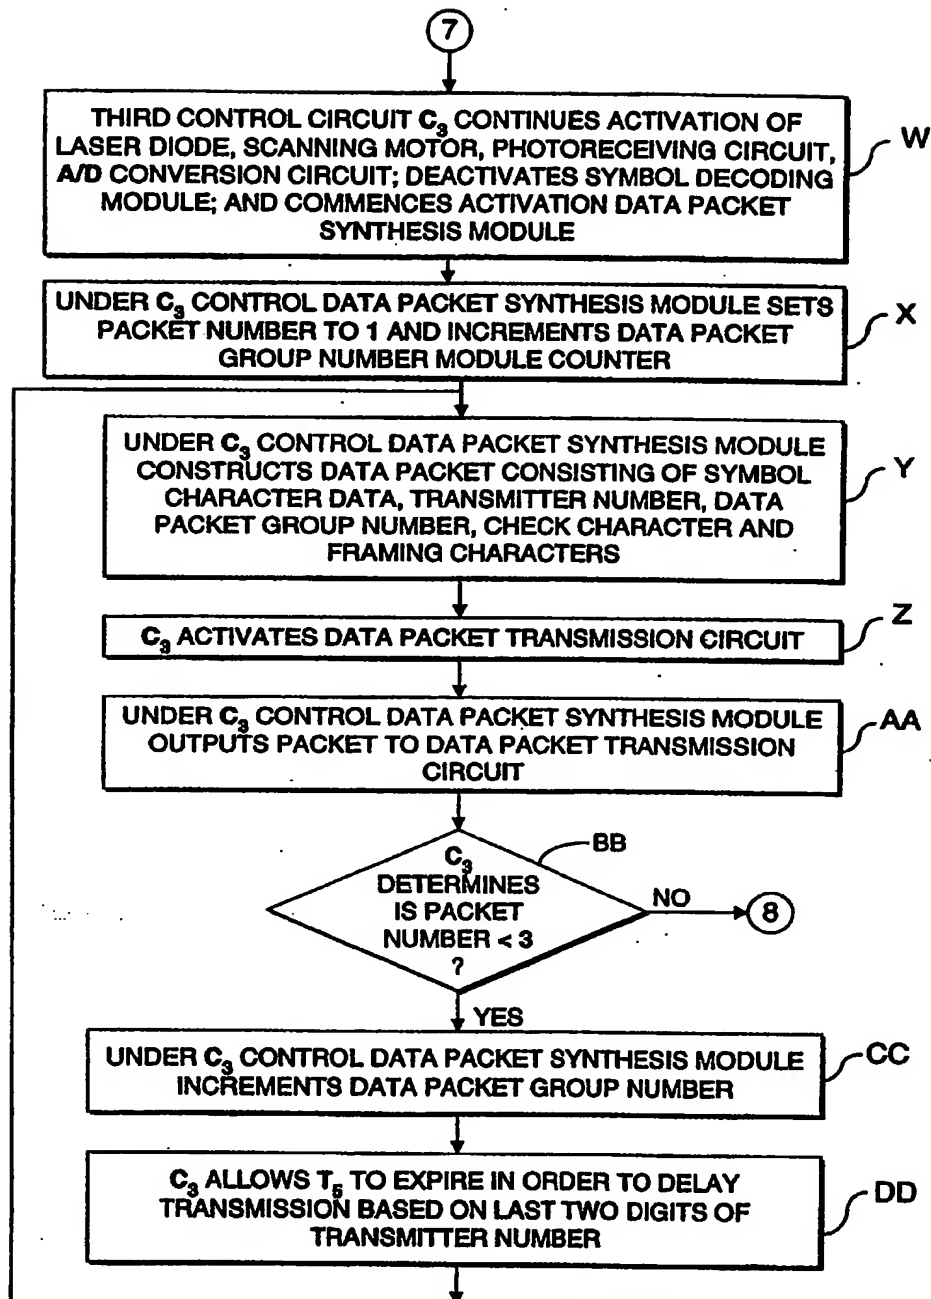 7
THIRD CONTROL CIRCUIT C₃ CONTINUES ACTIVATION OF
LASER DIODE, SCANNING MOTOR, PHOTORECEIVING CIRCUIT,
A/D CONVERSION CIRCUIT; DEACTIVATES SYMBOL DECODING
MODULE; AND COMMENCES ACTIVATION DATA PACKET
SYNTHESIS MODULE
W
UNDER C₃ CONTROL DATA PACKET SYNTHESIS MODULE SETS
PACKET NUMBER TO 1 AND INCREMENTS DATA PACKET
GROUP NUMBER MODULE COUNTER
X
UNDER C₃ CONTROL DATA PACKET SYNTHESIS MODULE
CONSTRUCTS DATA PACKET CONSISTING OF SYMBOL
CHARACTER DATA, TRANSMITTER NUMBER, DATA
PACKET GROUP NUMBER, CHECK CHARACTER AND
FRAMING CHARACTERS
Y
C₃ ACTIVATES DATA PACKET TRANSMISSION CIRCUIT
Z
UNDER C₃ CONTROL DATA PACKET SYNTHESIS MODULE
OUTPUTS PACKET TO DATA PACKET TRANSMISSION
CIRCUIT
AA
C₃
DETERMINES
IS PACKET
NUMBER < 3
?
BB
NO
8
YES
UNDER C₃ CONTROL DATA PACKET SYNTHESIS MODULE
INCREMENTS DATA PACKET GROUP NUMBER
CC
C₃ ALLOWS T₅ TO EXPIRE IN ORDER TO DELAY
TRANSMISSION BASED ON LAST TWO DIGITS OF
TRANSMITTER NUMBER
DD